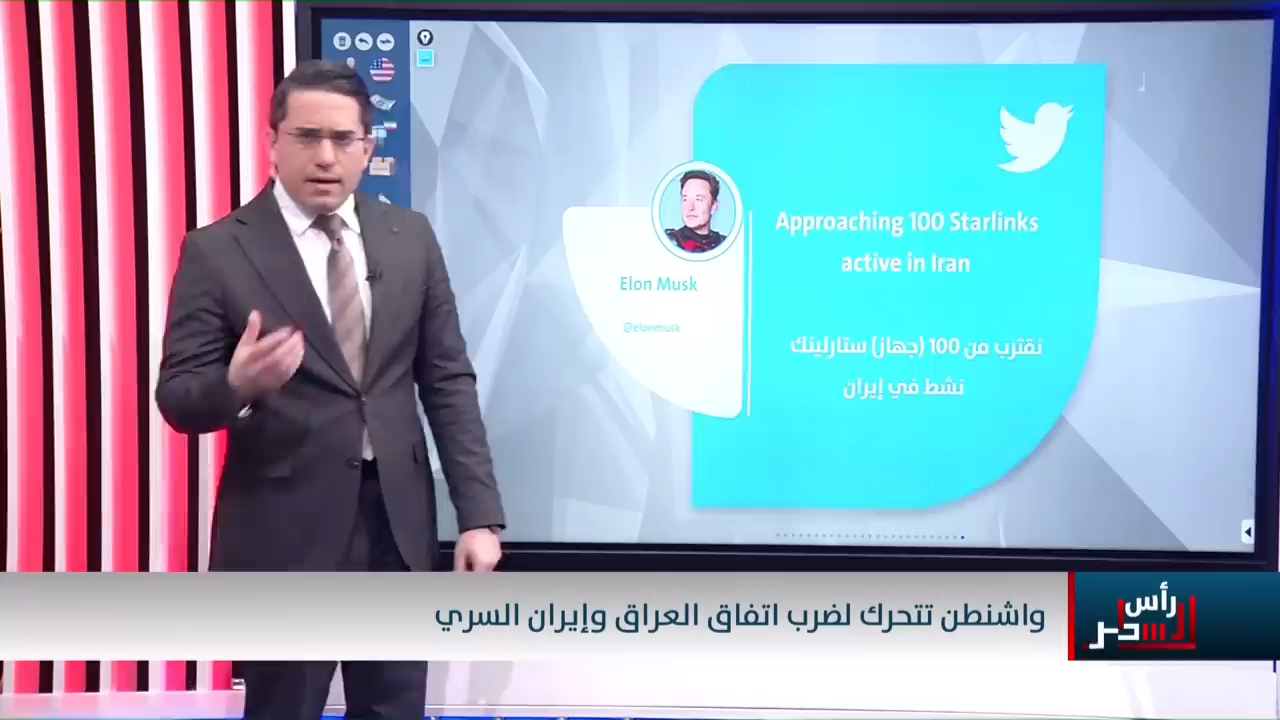 Approaching 100 Starlinks
active in Iran
Elon Musk
@elonmusk
نقترب من 100 (جهاز) ستارلينك
نشط في إيران
واشنطن تتحرك لضرب اتفاق العراق وإيران السري
رأس
السطر